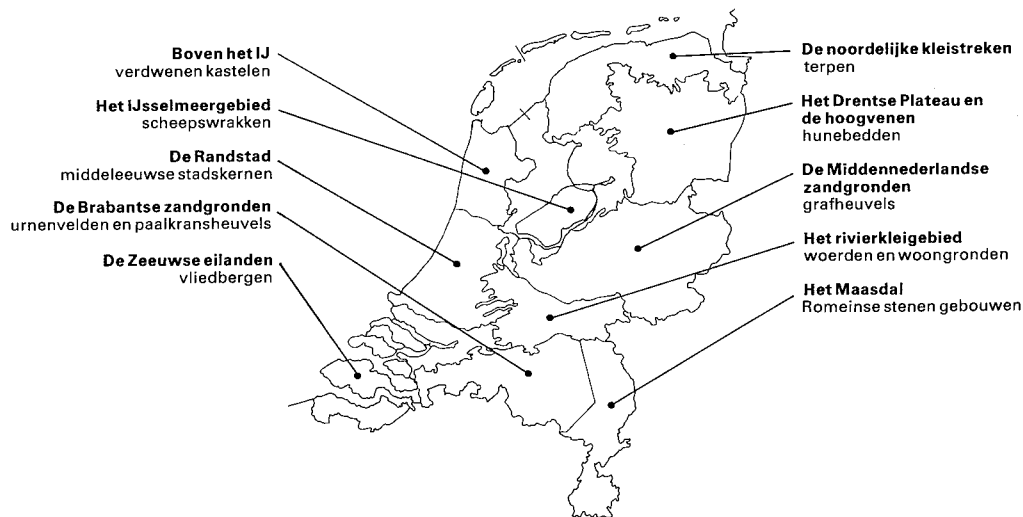 Boven het IJ
verdwenen kastelen
Het IJsselmeergebied
scheepswrakken
De Randstad
middeleeuwse stadskernen
De Brabantse zandgronden
urnenvelden en paalkransheuvels
De Zeeuwse eilanden
vliedbergen
De noordelijke kleistreken
terpen
Het Drentse Plateau en
de hoogvenen
hunebedden
De Middennederlandse
zandgronden
grafheuvels
Het rivierkleigebied
woerden en woongronden
Het Maasdal
Romeinse stenen gebouwen